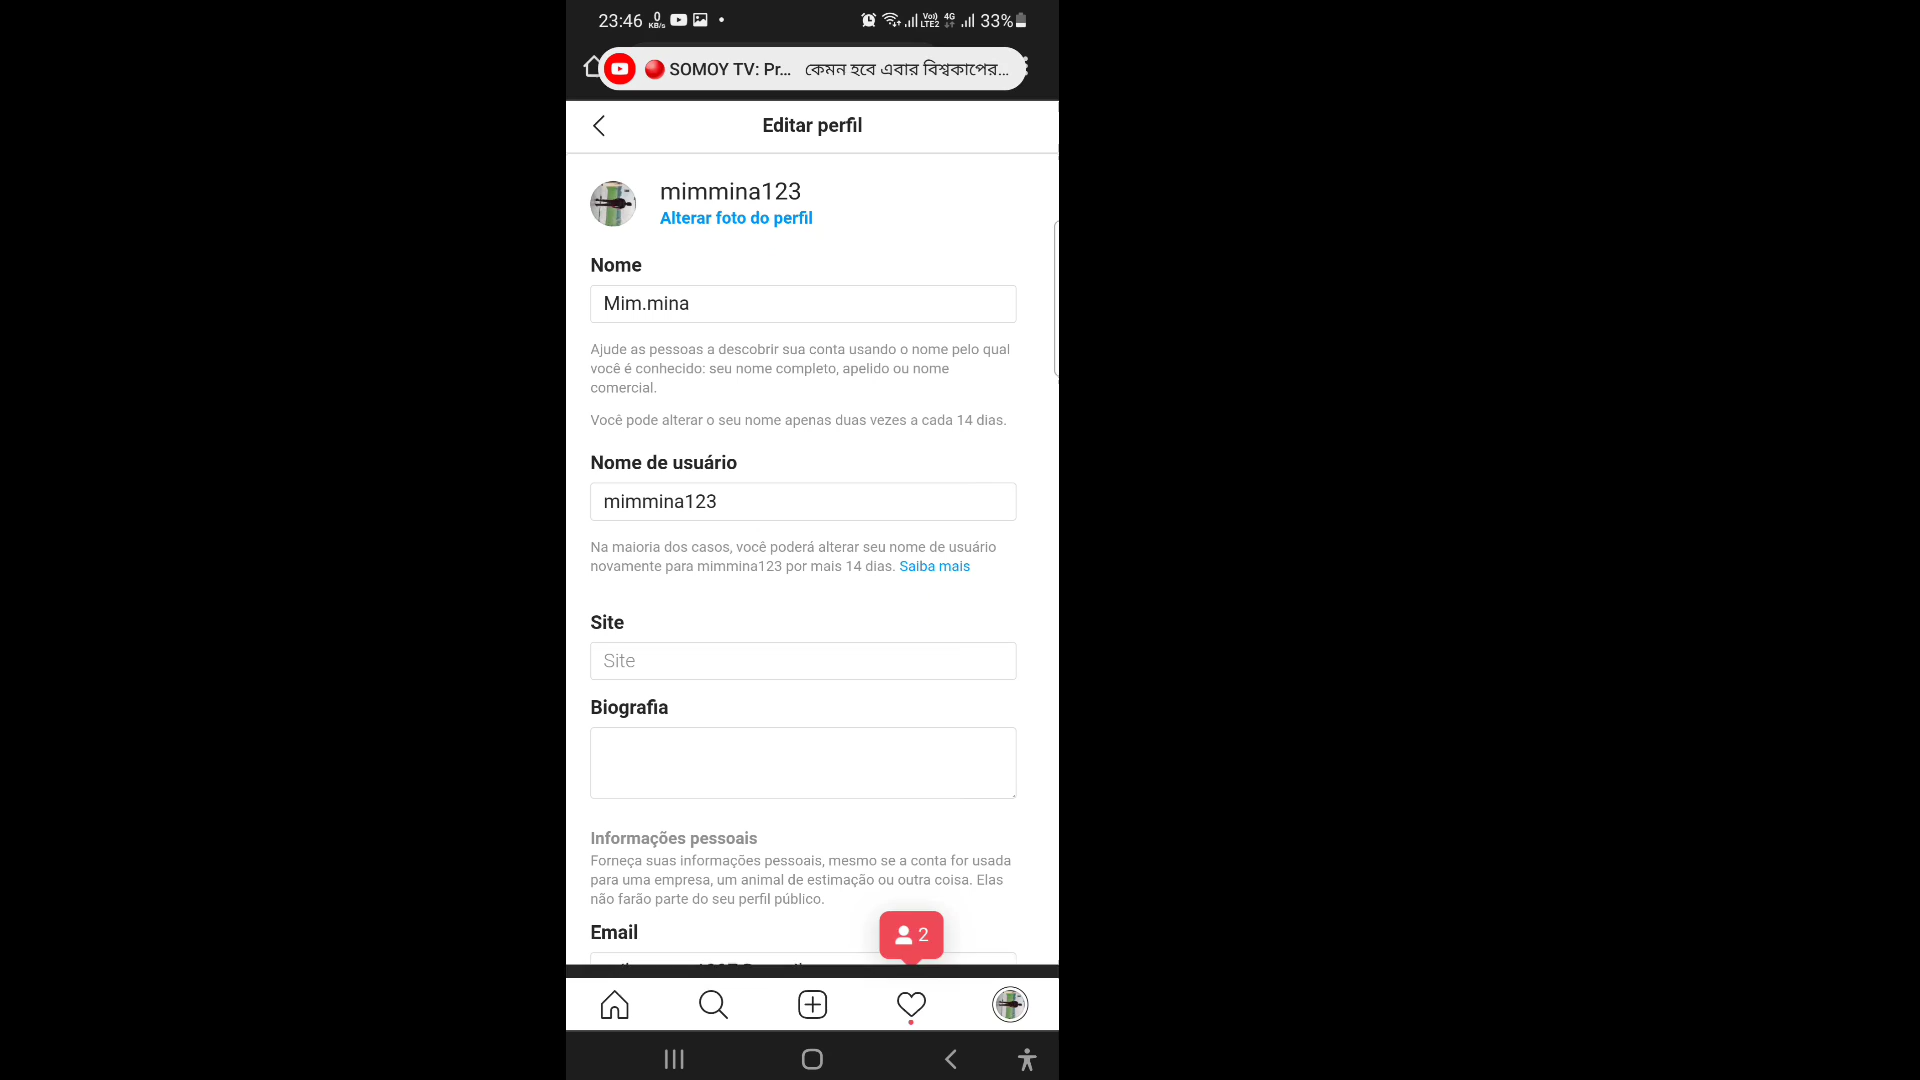 23:46 0 KB/s Vo)) LTE2 4G 33%
SOMOY TV: Pr... কেমন হবে এবার বিশ্বকাপের...
Editar perfil
mimmina123
Alterar foto do perfil
Nome
Mim.mina
Ajude as pessoas a descobrir sua conta usando o nome pelo qual
você é conhecido: seu nome completo, apelido ou nome
comercial.
Você pode alterar o seu nome apenas duas vezes a cada 14 dias.
Nome de usuário
mimmina123
Na maioria dos casos, você poderá alterar seu nome de usuário
novamente para mimmina123 por mais 14 dias. Saiba mais
Site
Site
Biografia
Informações pessoais
Forneça suas informações pessoais, mesmo se a conta for usada
para uma empresa, um animal de estimação ou outra coisa. Elas
não farão parte do seu perfil público.
Email
2